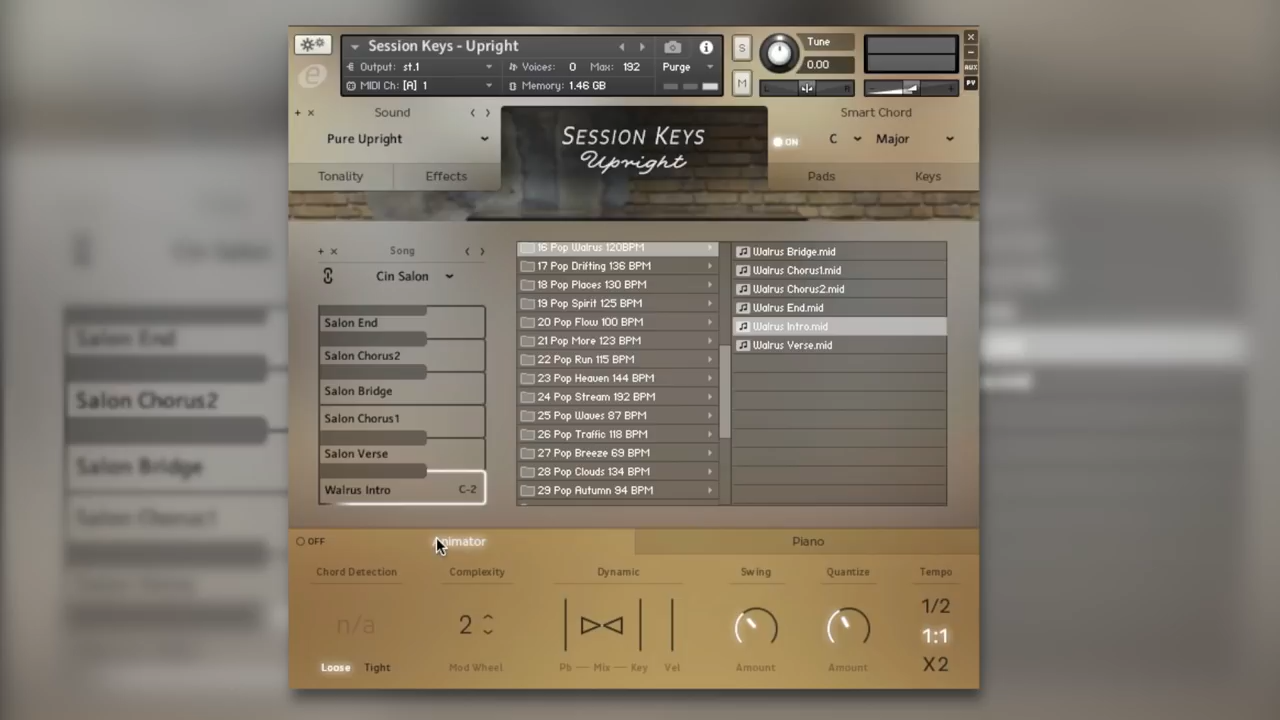 Session Keys - Upright
Output: st.1
Voices: 0 Max: 192
Purge
MIDI Ch: [A] 1
Memory: 1.46 GB
S
M
Tune
0.00
L R
AUX
PV
Sound
Pure Upright
Tonality
Effects
SESSION KEYS
Upright
Smart Chord
ON
C
Major
Pads
Keys
Song
Cin Salon
Salon End
Salon Chorus2
Salon Bridge
Salon Chorus1
Salon Verse
Walrus Intro C-2
16 Pop Walrus 120BPM
17 Pop Drifting 136 BPM
18 Pop Places 130 BPM
19 Pop Spirit 125 BPM
20 Pop Flow 100 BPM
21 Pop More 123 BPM
22 Pop Run 115 BPM
23 Pop Heaven 144 BPM
24 Pop Stream 192 BPM
25 Pop Waves 87 BPM
26 Pop Traffic 118 BPM
27 Pop Breeze 69 BPM
28 Pop Clouds 134 BPM
29 Pop Autumn 94 BPM
Walrus Bridge.mid
Walrus Chorus1.mid
Walrus Chorus2.mid
Walrus End.mid
Walrus Intro.mid
Walrus Verse.mid
OFF
Animator
Piano
Chord Detection
Complexity
Dynamic
Swing
Quantize
Tempo
n/a
2
1/2
1:1
X2
Loose Tight
Mod Wheel
Pb — Mix — Key
Vel
Amount
Amount
Salon End
Salon Chorus2
Salon Bridge
Salon Chorus1